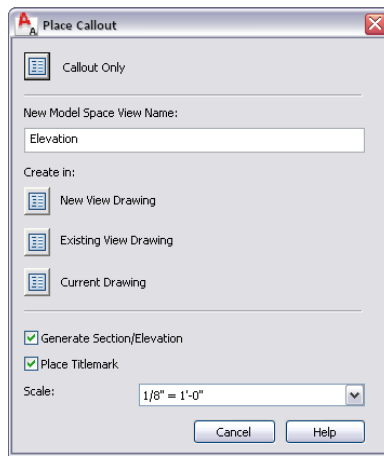 Place Callout
Callout Only
New Model Space View Name:
Elevation
Create in:
New View Drawing
Existing View Drawing
Current Drawing
Generate Section/Elevation
Place Titlemark
Scale: 1/8" = 1'-0"
Cancel Help